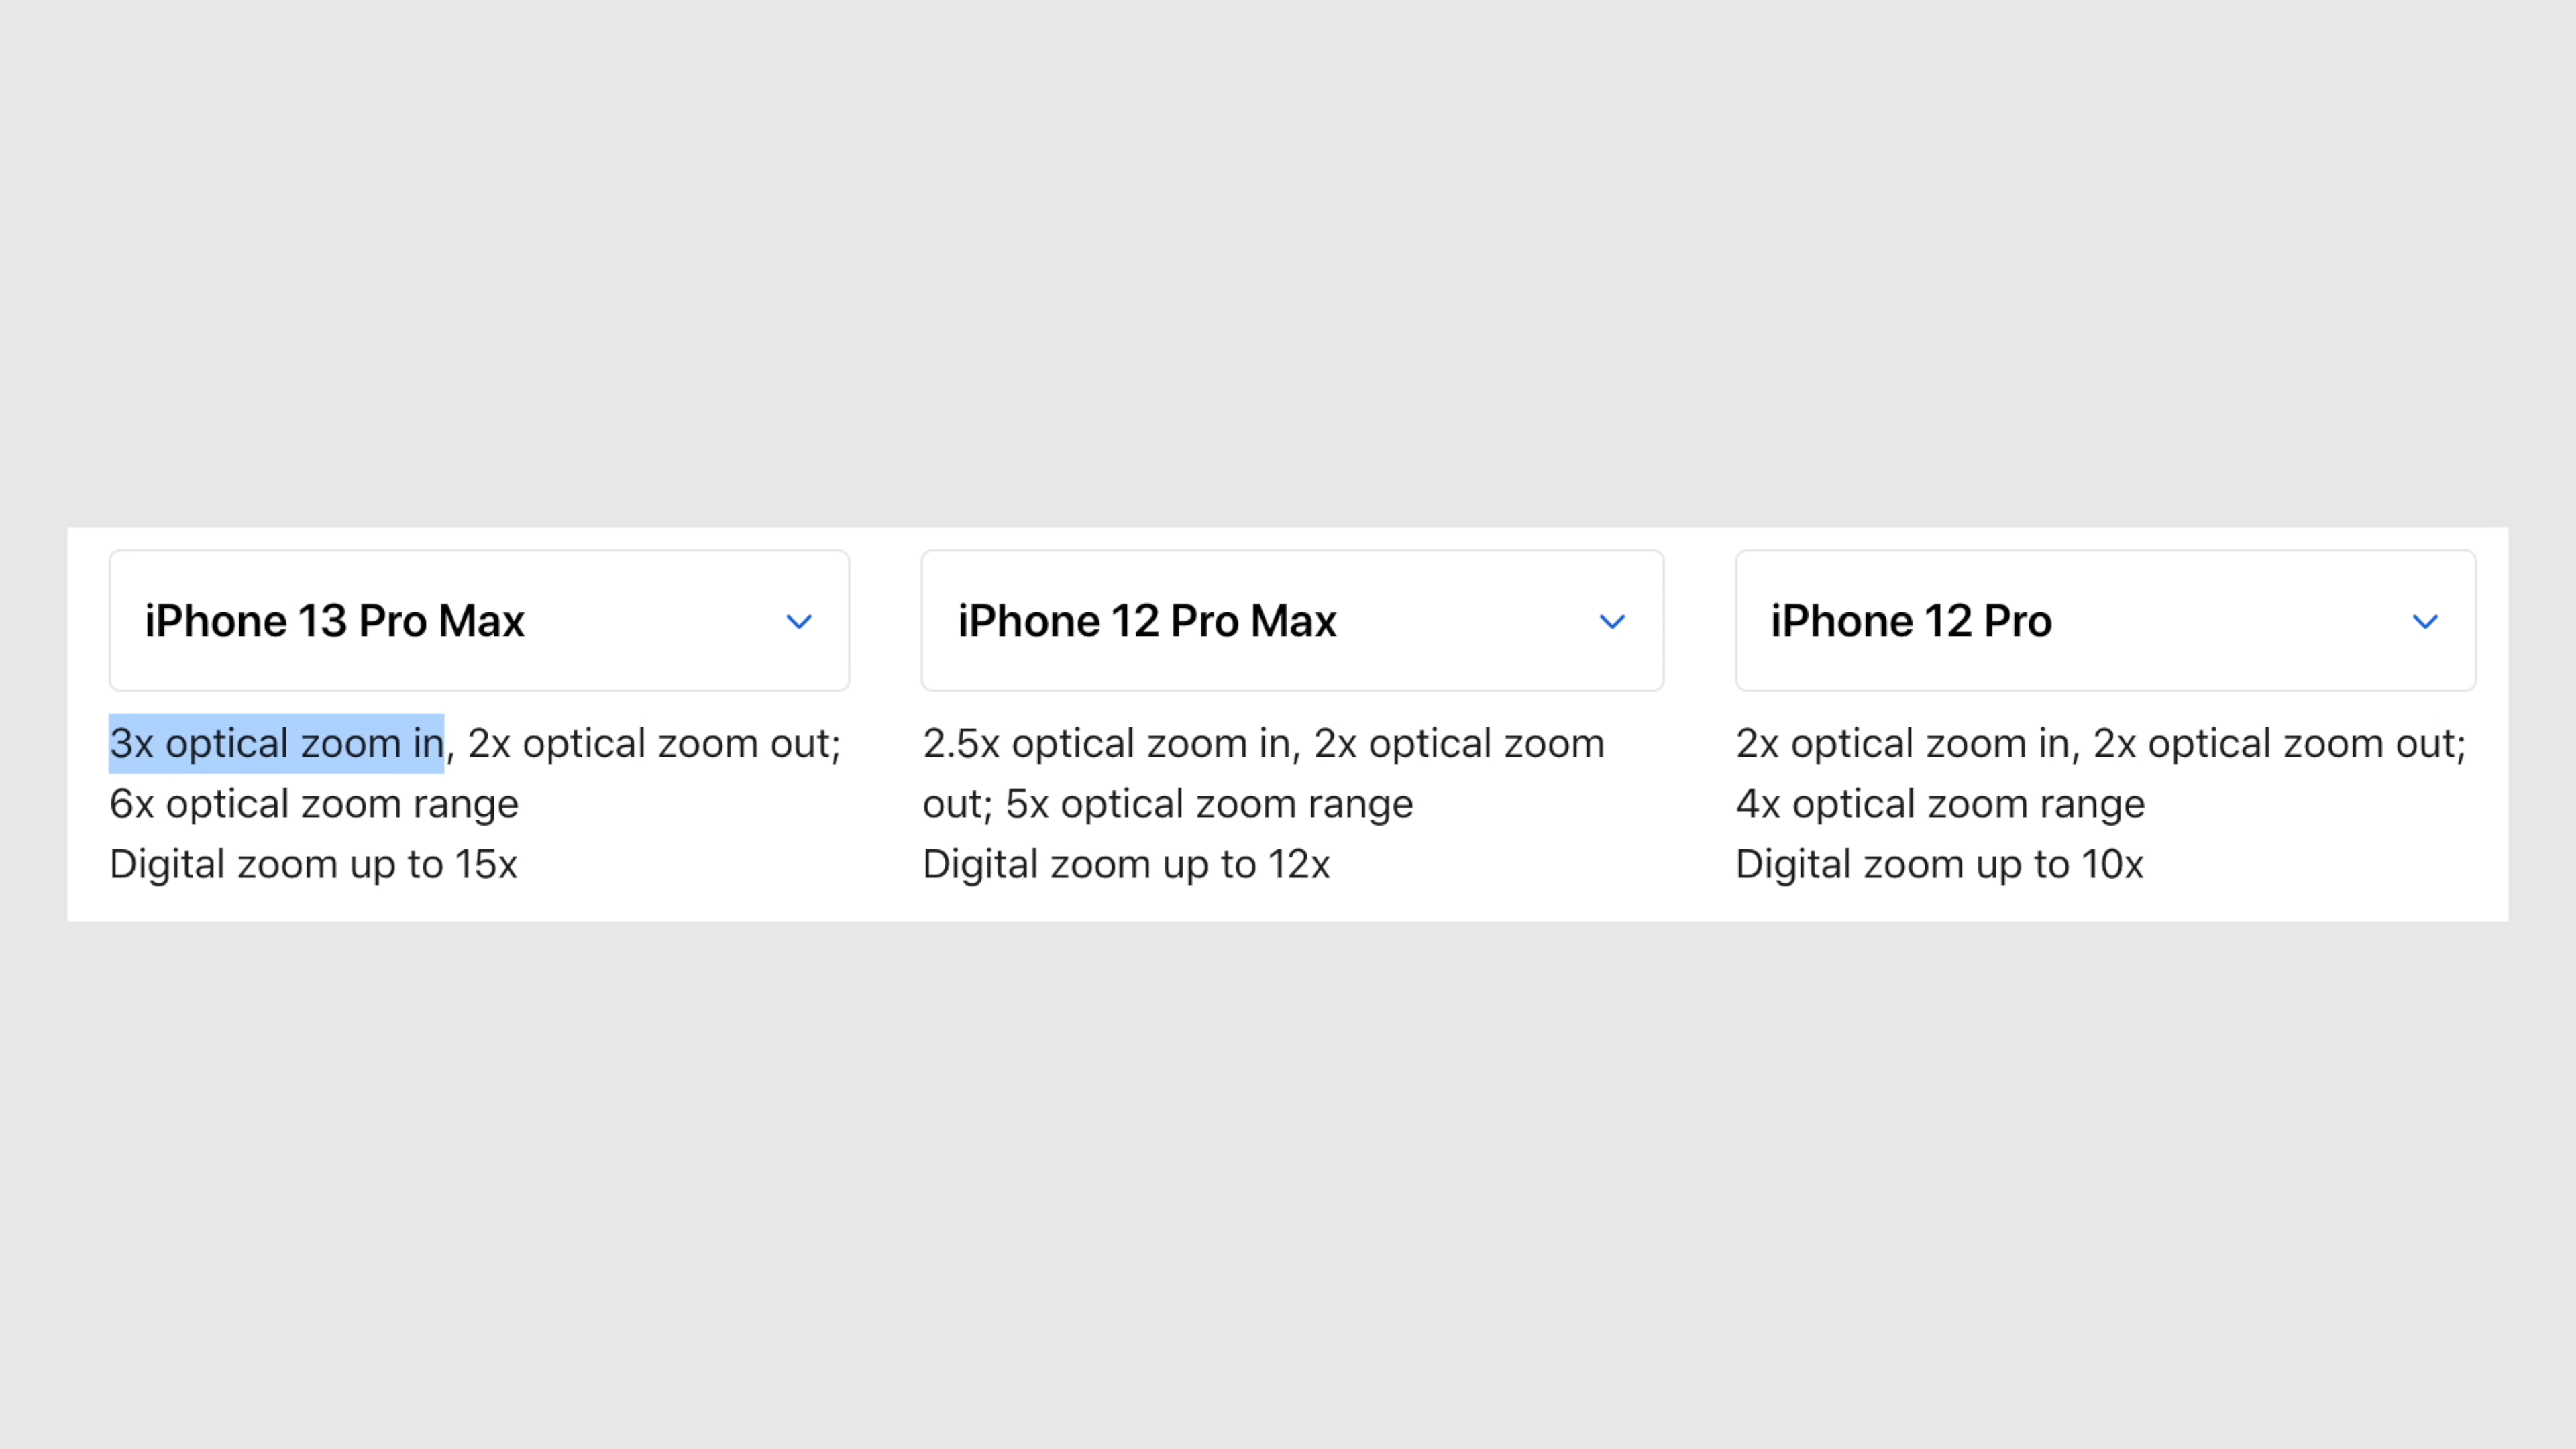 iPhone 13 Pro Max
3x optical zoom in, 2x optical zoom out;
6x optical zoom range
Digital zoom up to 15x
iPhone 12 Pro Max
2.5x optical zoom in, 2x optical zoom
out; 5x optical zoom range
Digital zoom up to 12x
iPhone 12 Pro
2x optical zoom in, 2x optical zoom out;
4x optical zoom range
Digital zoom up to 10x